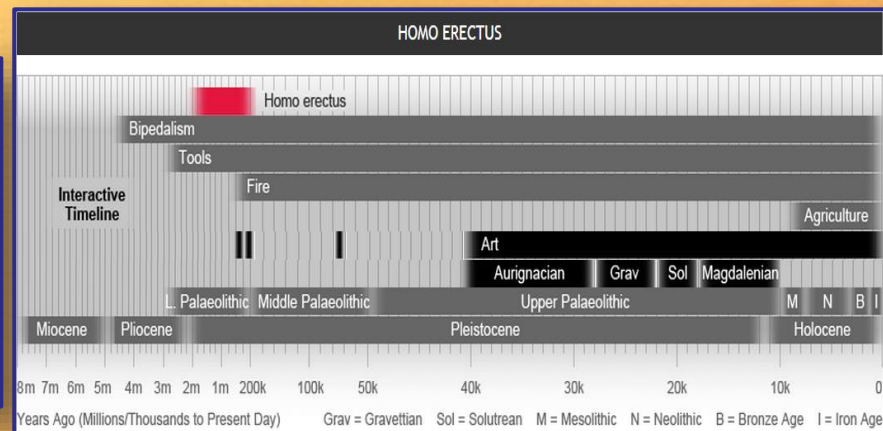 HOMO ERECTUS
Homo erectus
Bipedalism
Tools
Fire
Interactive
Timeline
Agriculture
Art
Aurignacian Grav Sol Magdalenian
L. Palaeolithic Middle Palaeolithic Upper Palaeolithic M N B I
Miocene Pliocene Pleistocene Holocene
8m 7m 6m 5m 4m 3m 2m 1m 200k 100k 50k 40k 30k 20k 10k 0
Years Ago (Millions/Thousands to Present Day) Grav = Gravettian Sol = Solutrean M = Mesolithic N = Neolithic B = Bronze Age I = Iron Age